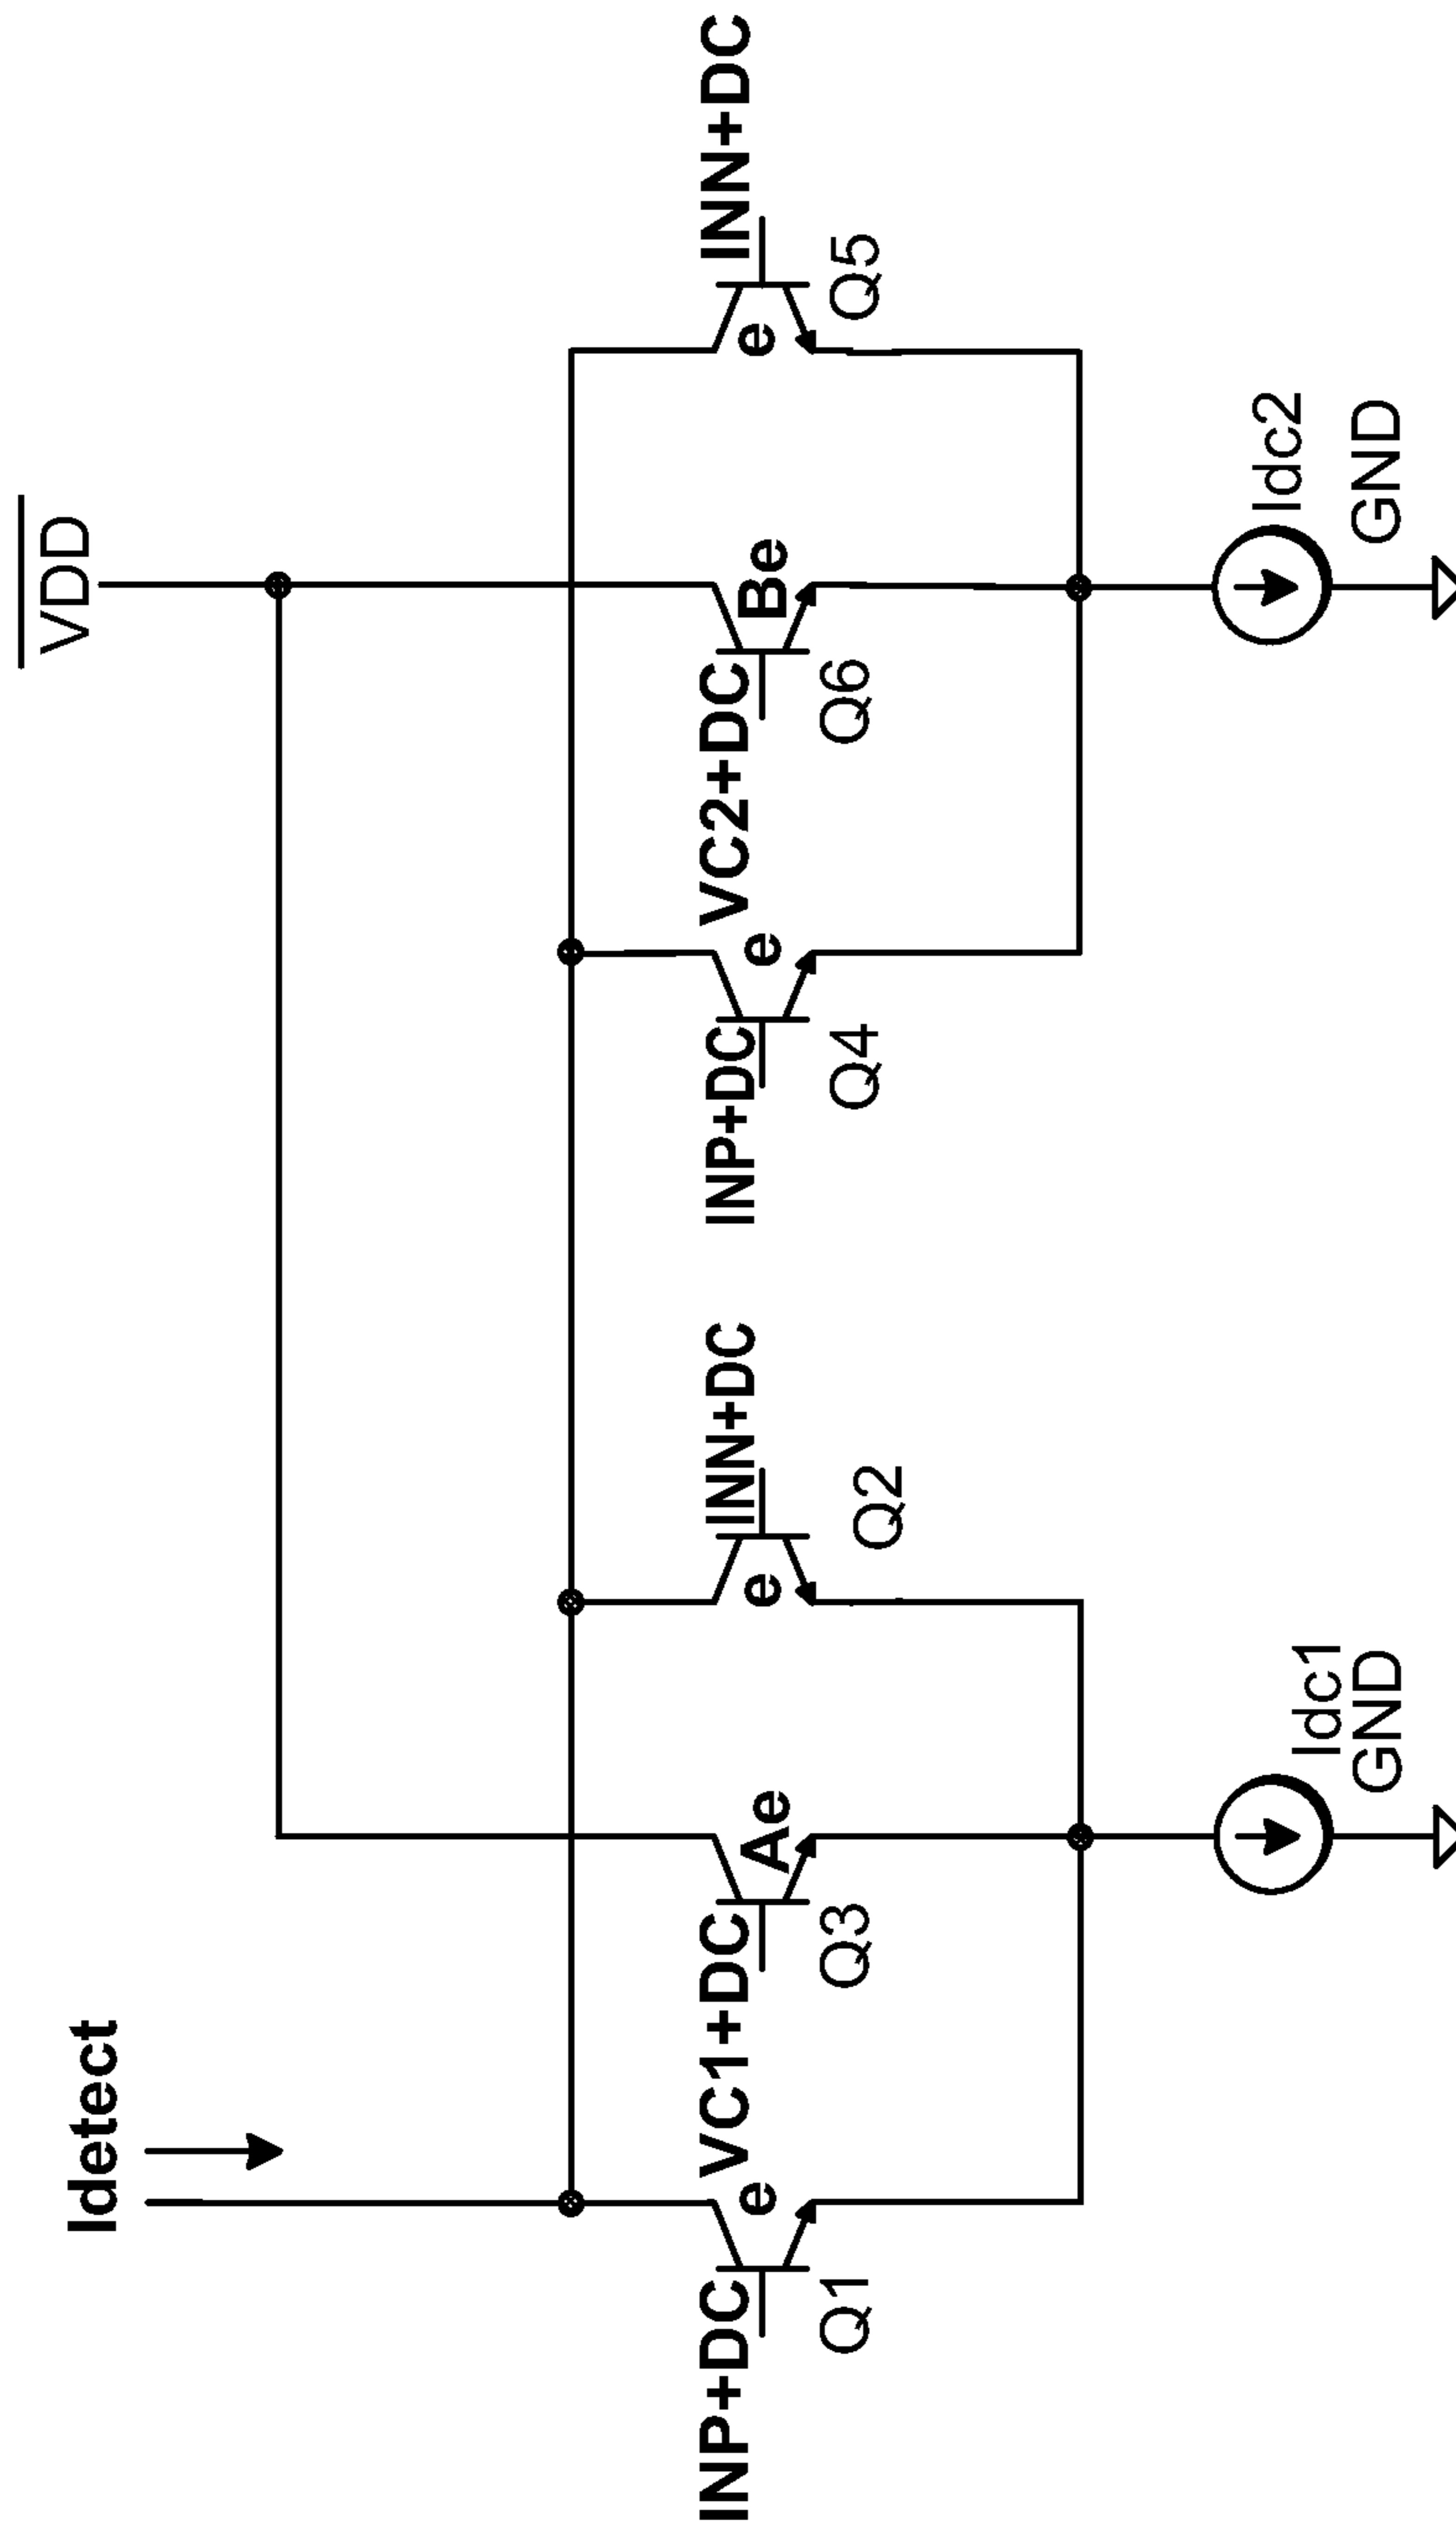 VDD
Idetect
INP+DC
e
VC1+DC
Ae
INN+DC
e
INP+DC
e
VC2+DC
Be
INN+DC
e
Q1
Q3
Q2
Q4
Q6
Q5
Idc1
GND
Idc2
GND